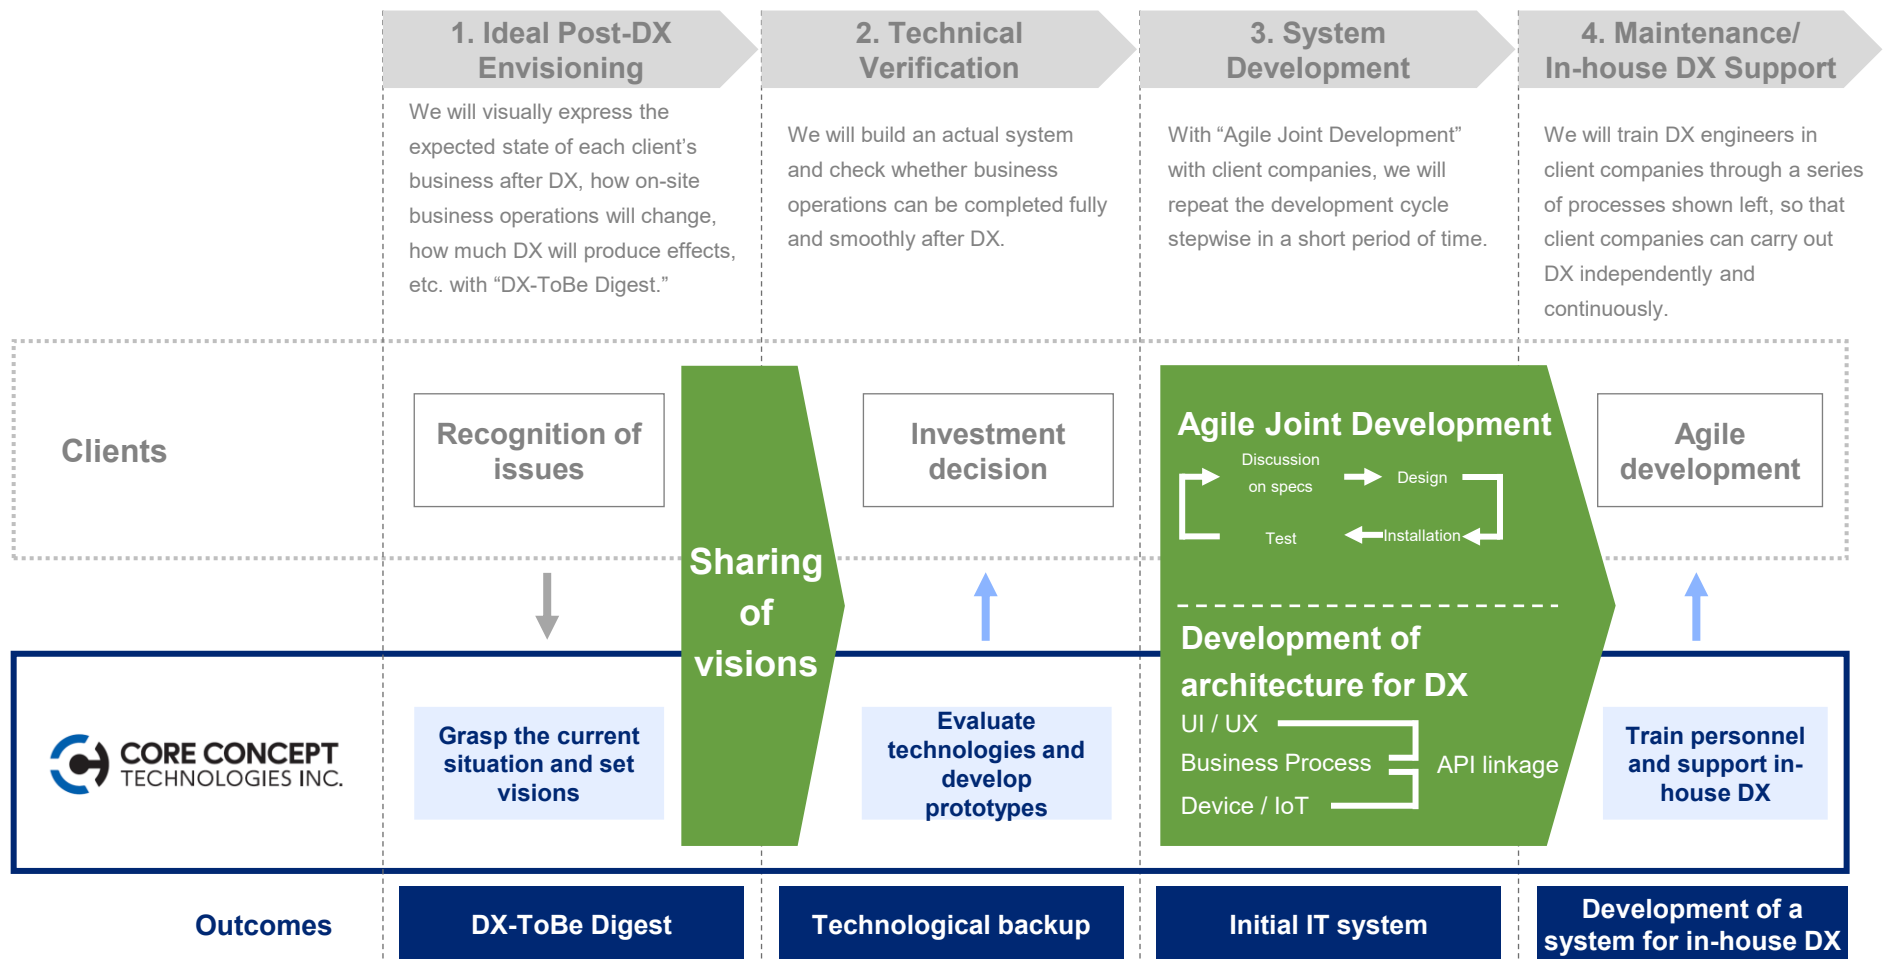 1. Ideal Post-DX
Envisioning
2. Technical
Verification
3. System
Development
4. Maintenance/
In-house DX Support
We will visually express the
expected state of each client’s
business after DX, how on-site
business operations will change,
how much DX will produce effects,
etc. with “DX-ToBe Digest.”
We will build an actual system
and check whether business
operations can be completed fully
and smoothly after DX.
With “Agile Joint Development”
with client companies, we will
repeat the development cycle
stepwise in a short period of time.
We will train DX engineers in
client companies through a series
of processes shown left, so that
client companies can carry out
DX independently and
continuously.
Clients
Recognition of
issues
Sharing
of
visions
Investment
decision
Agile Joint Development
Discussion
on specs
Design
Test
Installation
Agile
development
Development of
architecture for DX
UI / UX
Business Process
Device / IoT
API linkage
CORE CONCEPT
TECHNOLOGIES INC.
Grasp the current
situation and set
visions
Evaluate
technologies and
develop
prototypes
Train personnel
and support in-
house DX
Outcomes
DX-ToBe Digest
Technological backup
Initial IT system
Development of a
system for in-house DX